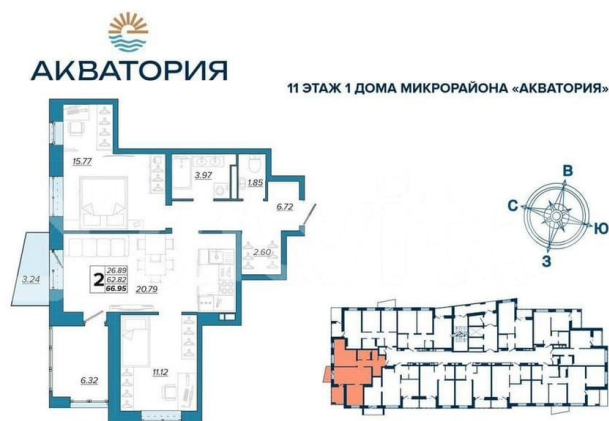 АКВАТОРИЯ
11 ЭТАЖ 1 ДОМА МИКРОРАЙОНА «АКВАТОРИЯ»
15.77
3.97
1.85
6.72
2.60
3.24
2
26.89
62.82
66.95
20.79
6.32
11.12
В
С
Ю
З